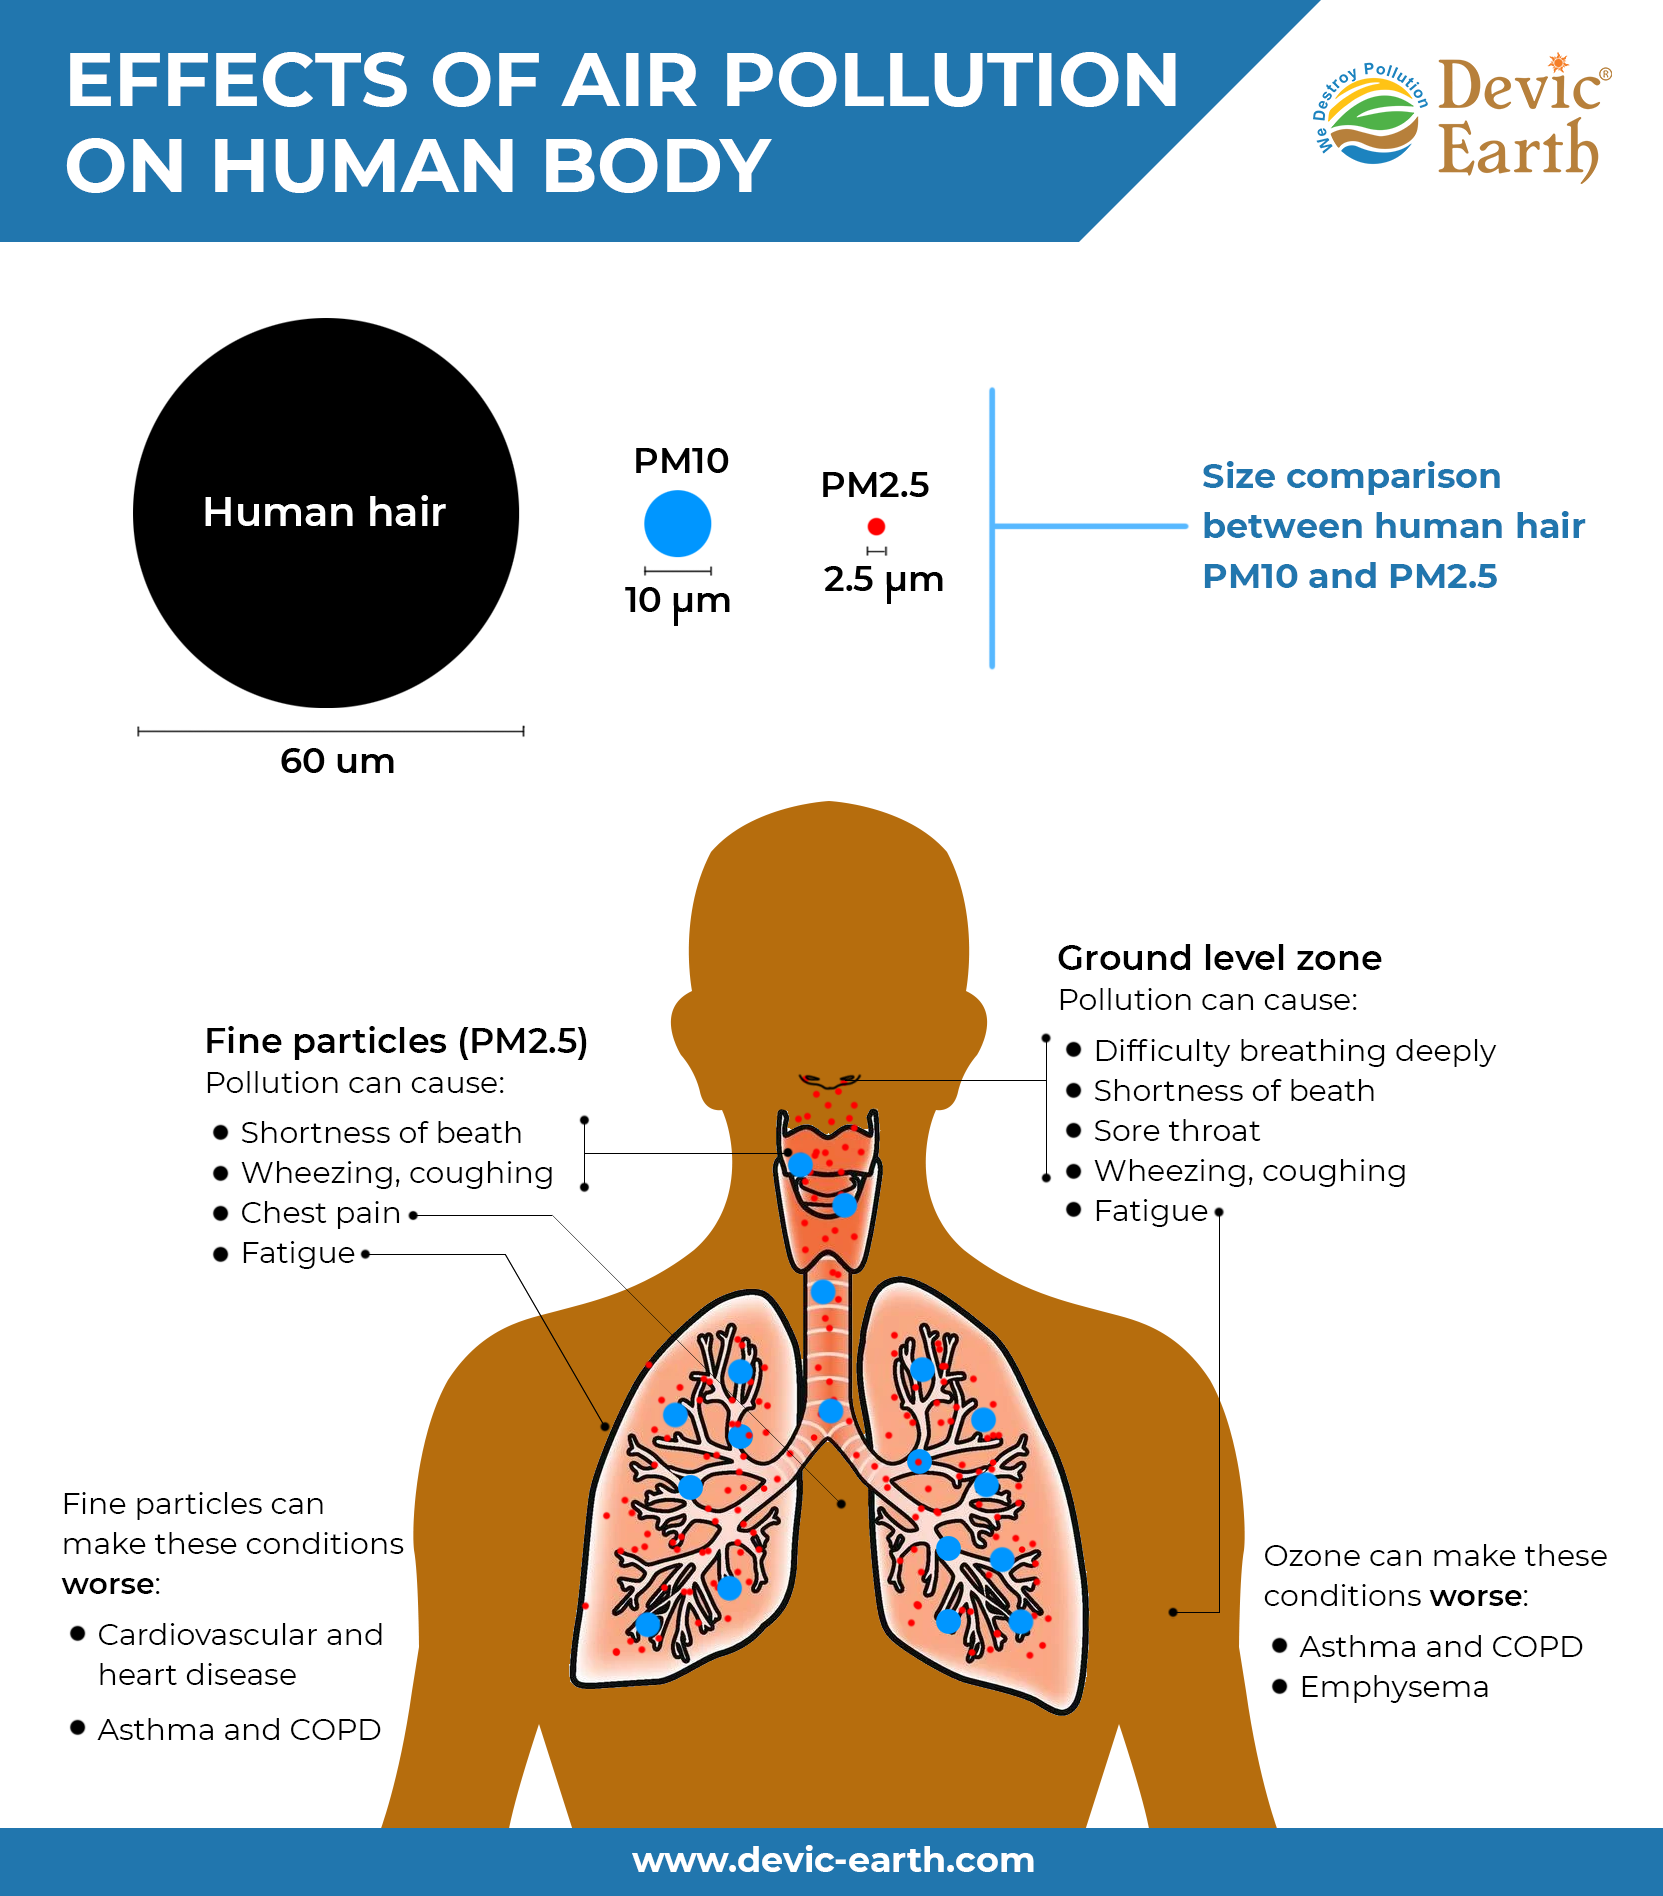 EFFECTS OF AIR POLLUTION
ON HUMAN BODY
We Destroy Pollution
Devic®
Earth
Human hair
60 um
PM10
10 µm
PM2.5
2.5 µm
Size comparison
between human hair
PM10 and PM2.5
Fine particles (PM2.5)
Pollution can cause:
Shortness of beath
Wheezing, coughing
Chest pain
Fatigue
Ground level zone
Pollution can cause:
Difficulty breathing deeply
Shortness of beath
Sore throat
Wheezing, coughing
Fatigue
Fine particles can
make these conditions
worse:
Cardiovascular and
heart disease
Asthma and COPD
Ozone can make these
conditions worse:
Asthma and COPD
Emphysema
www.devic-earth.com